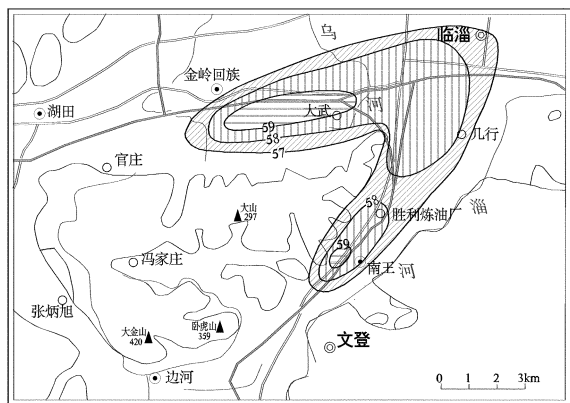 临淄
乌
金岭回族
湖田
大武
河
59
58
57
几行
官庄
大山
297
58
胜利炼油厂
淄
冯家庄
59
南王
河
张炳旭
大金山
420
卧虎山
359
文登
边河
0 1 2 3km